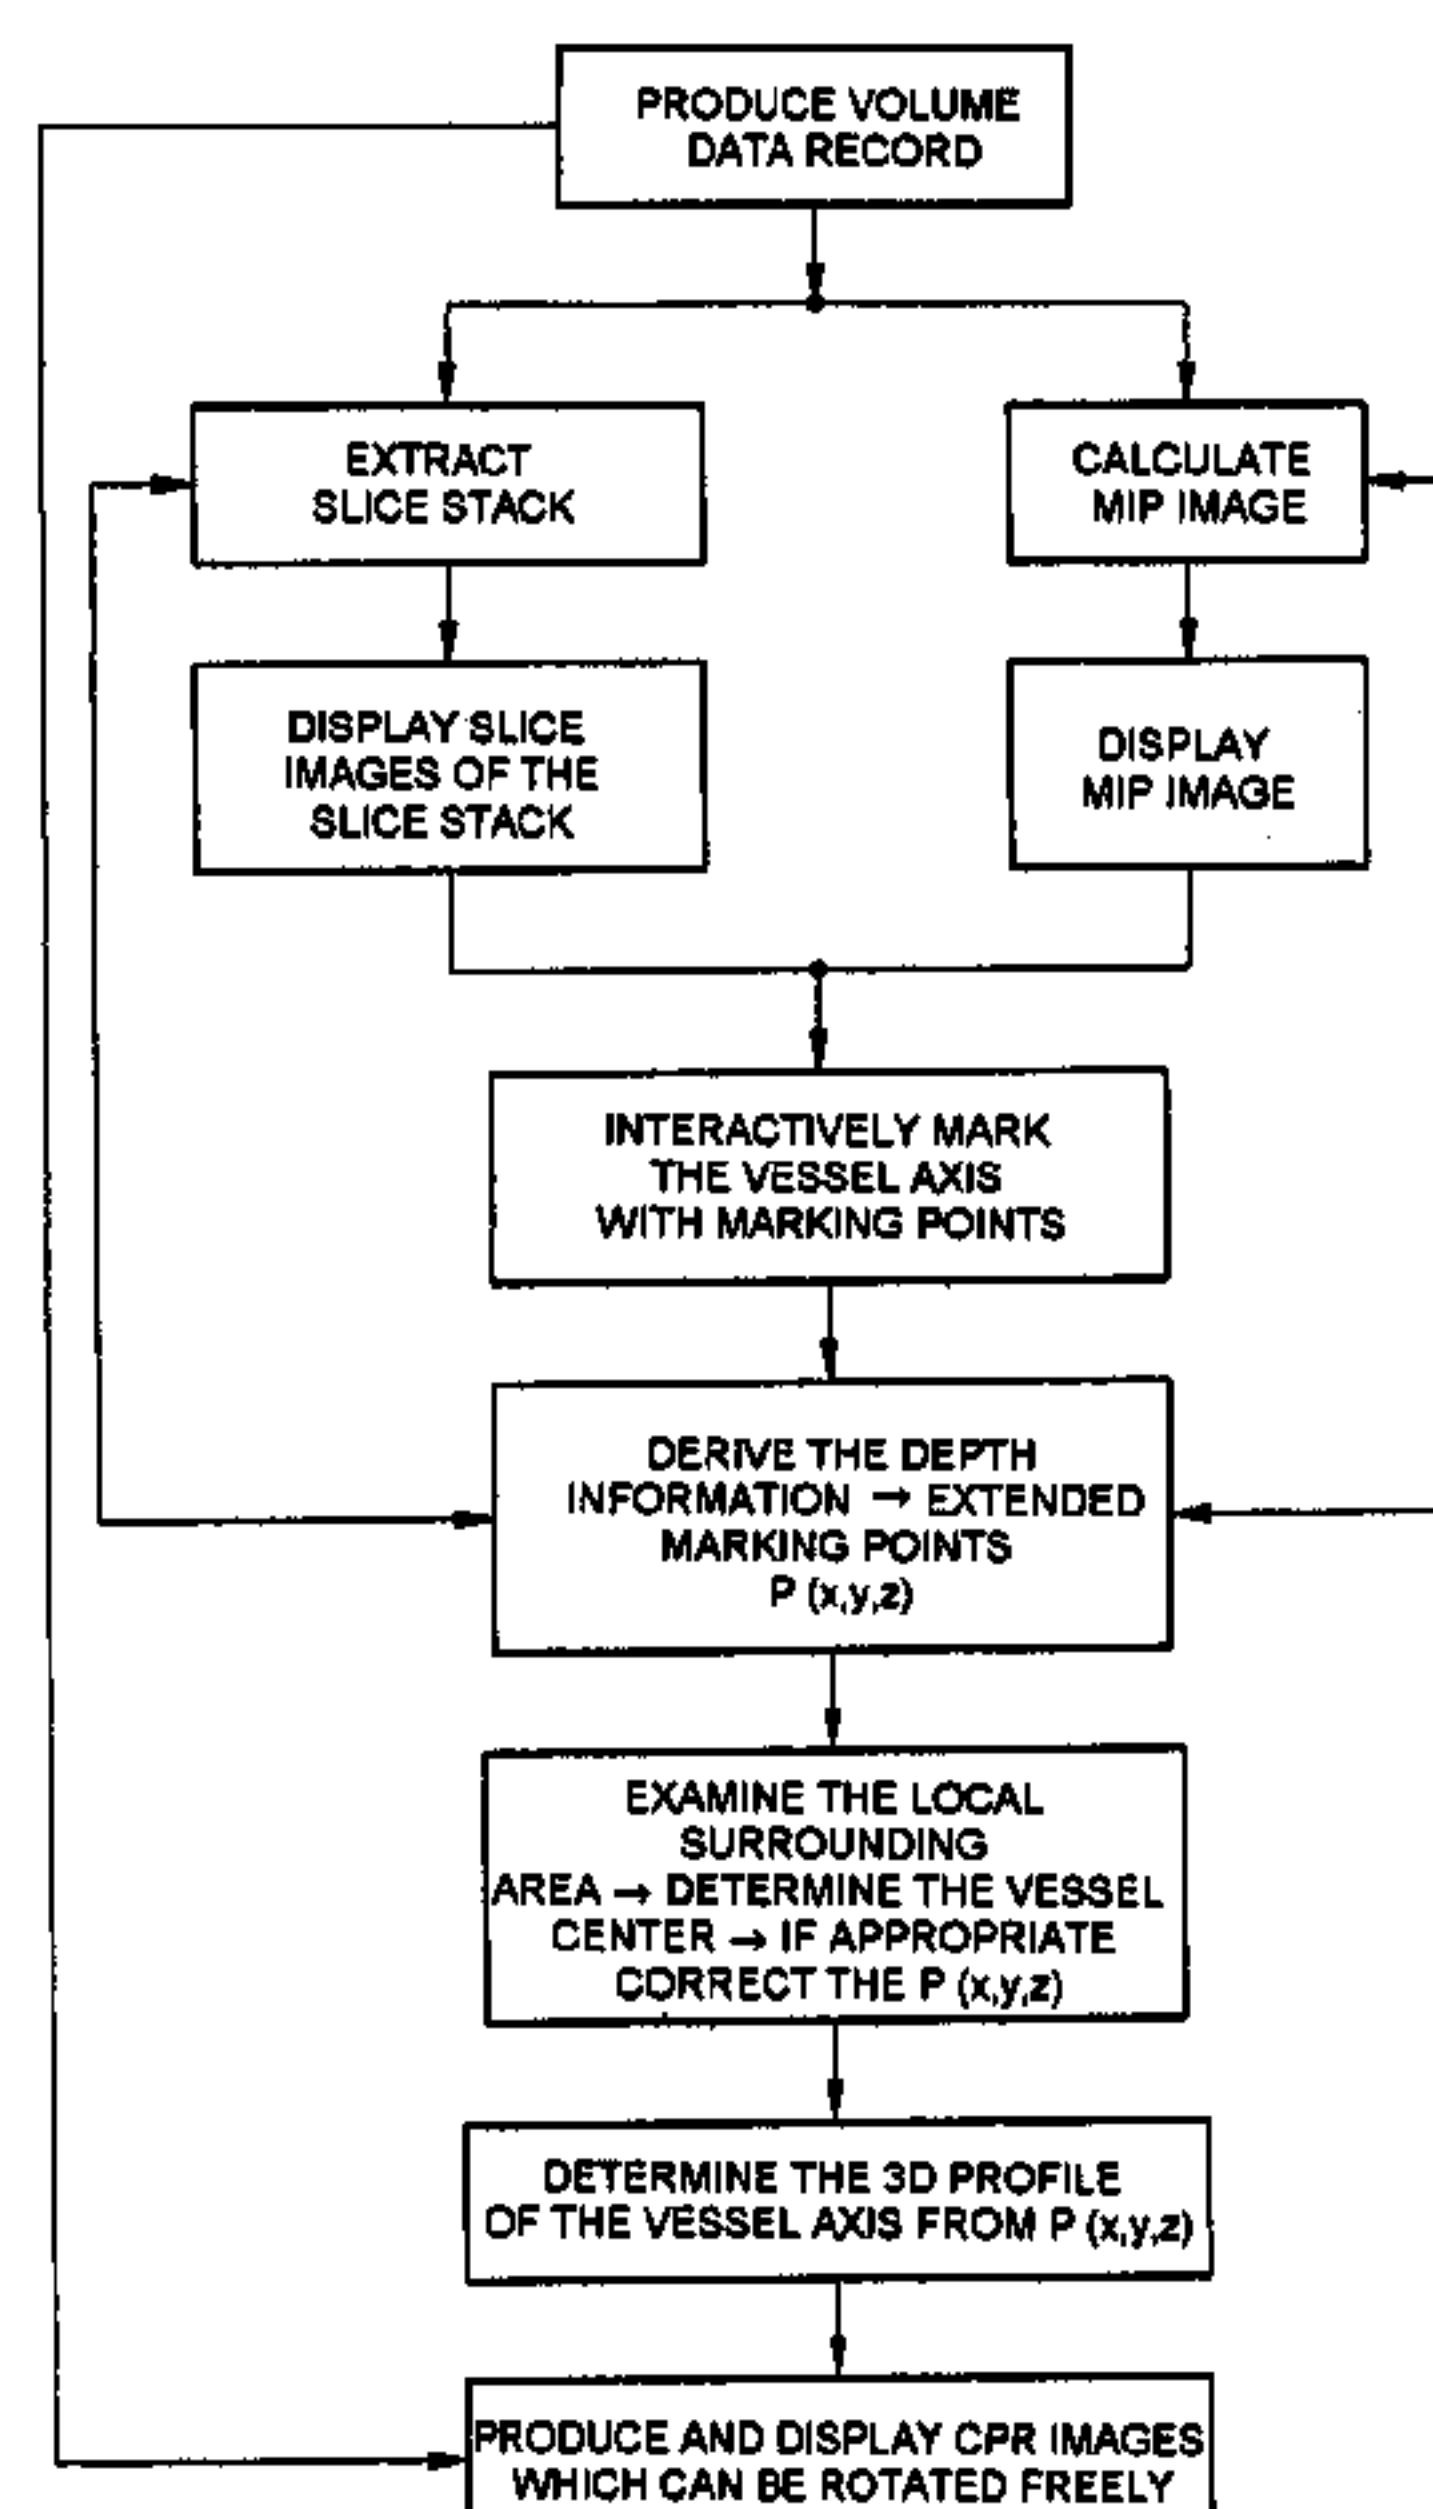 PRODUCE VOLUME
DATA RECORD
EXTRACT
SLICE STACK
CALCULATE
MIP IMAGE
DISPLAY SLICE
IMAGES OF THE
SLICE STACK
DISPLAY
MIP IMAGE
INTERACTIVELY MARK
THE VESSEL AXIS
WITH MARKING POINTS
DERIVE THE DEPTH
INFORMATION → EXTENDED
MARKING POINTS
P (x,y,z)
EXAMINE THE LOCAL
SURROUNDING
AREA → DETERMINE THE VESSEL
CENTER → IF APPROPRIATE
CORRECT THE P (x,y,z)
DETERMINE THE 3D PROFILE
OF THE VESSEL AXIS FROM P (x,y,z)
PRODUCE AND DISPLAY CPR IMAGES
WHICH CAN BE ROTATED FREELY